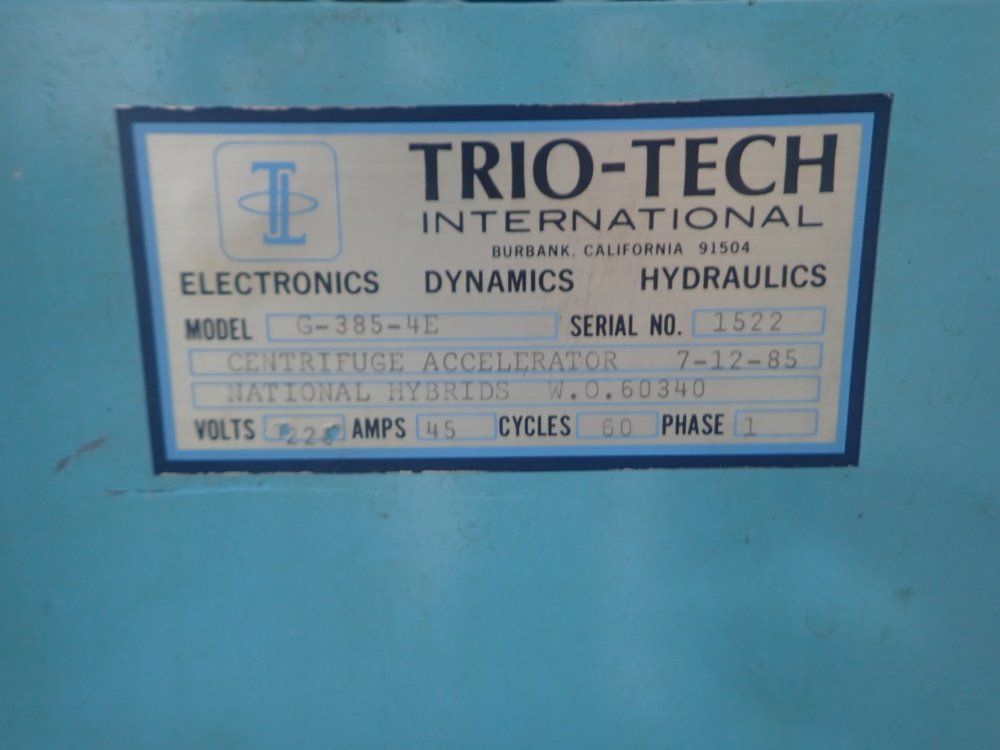 TRIO-TECH
INTERNATIONAL
BURBANK, CALIFORNIA 91504
ELECTRONICS DYNAMICS HYDRAULICS
MODEL G-385-4E SERIAL NO. 1522
CENTRIFUGE ACCELERATOR 7-12-85
NATIONAL HYBRIDS W.O.60340
VOLTS 220 AMPS 45 CYCLES 60 PHASE 1